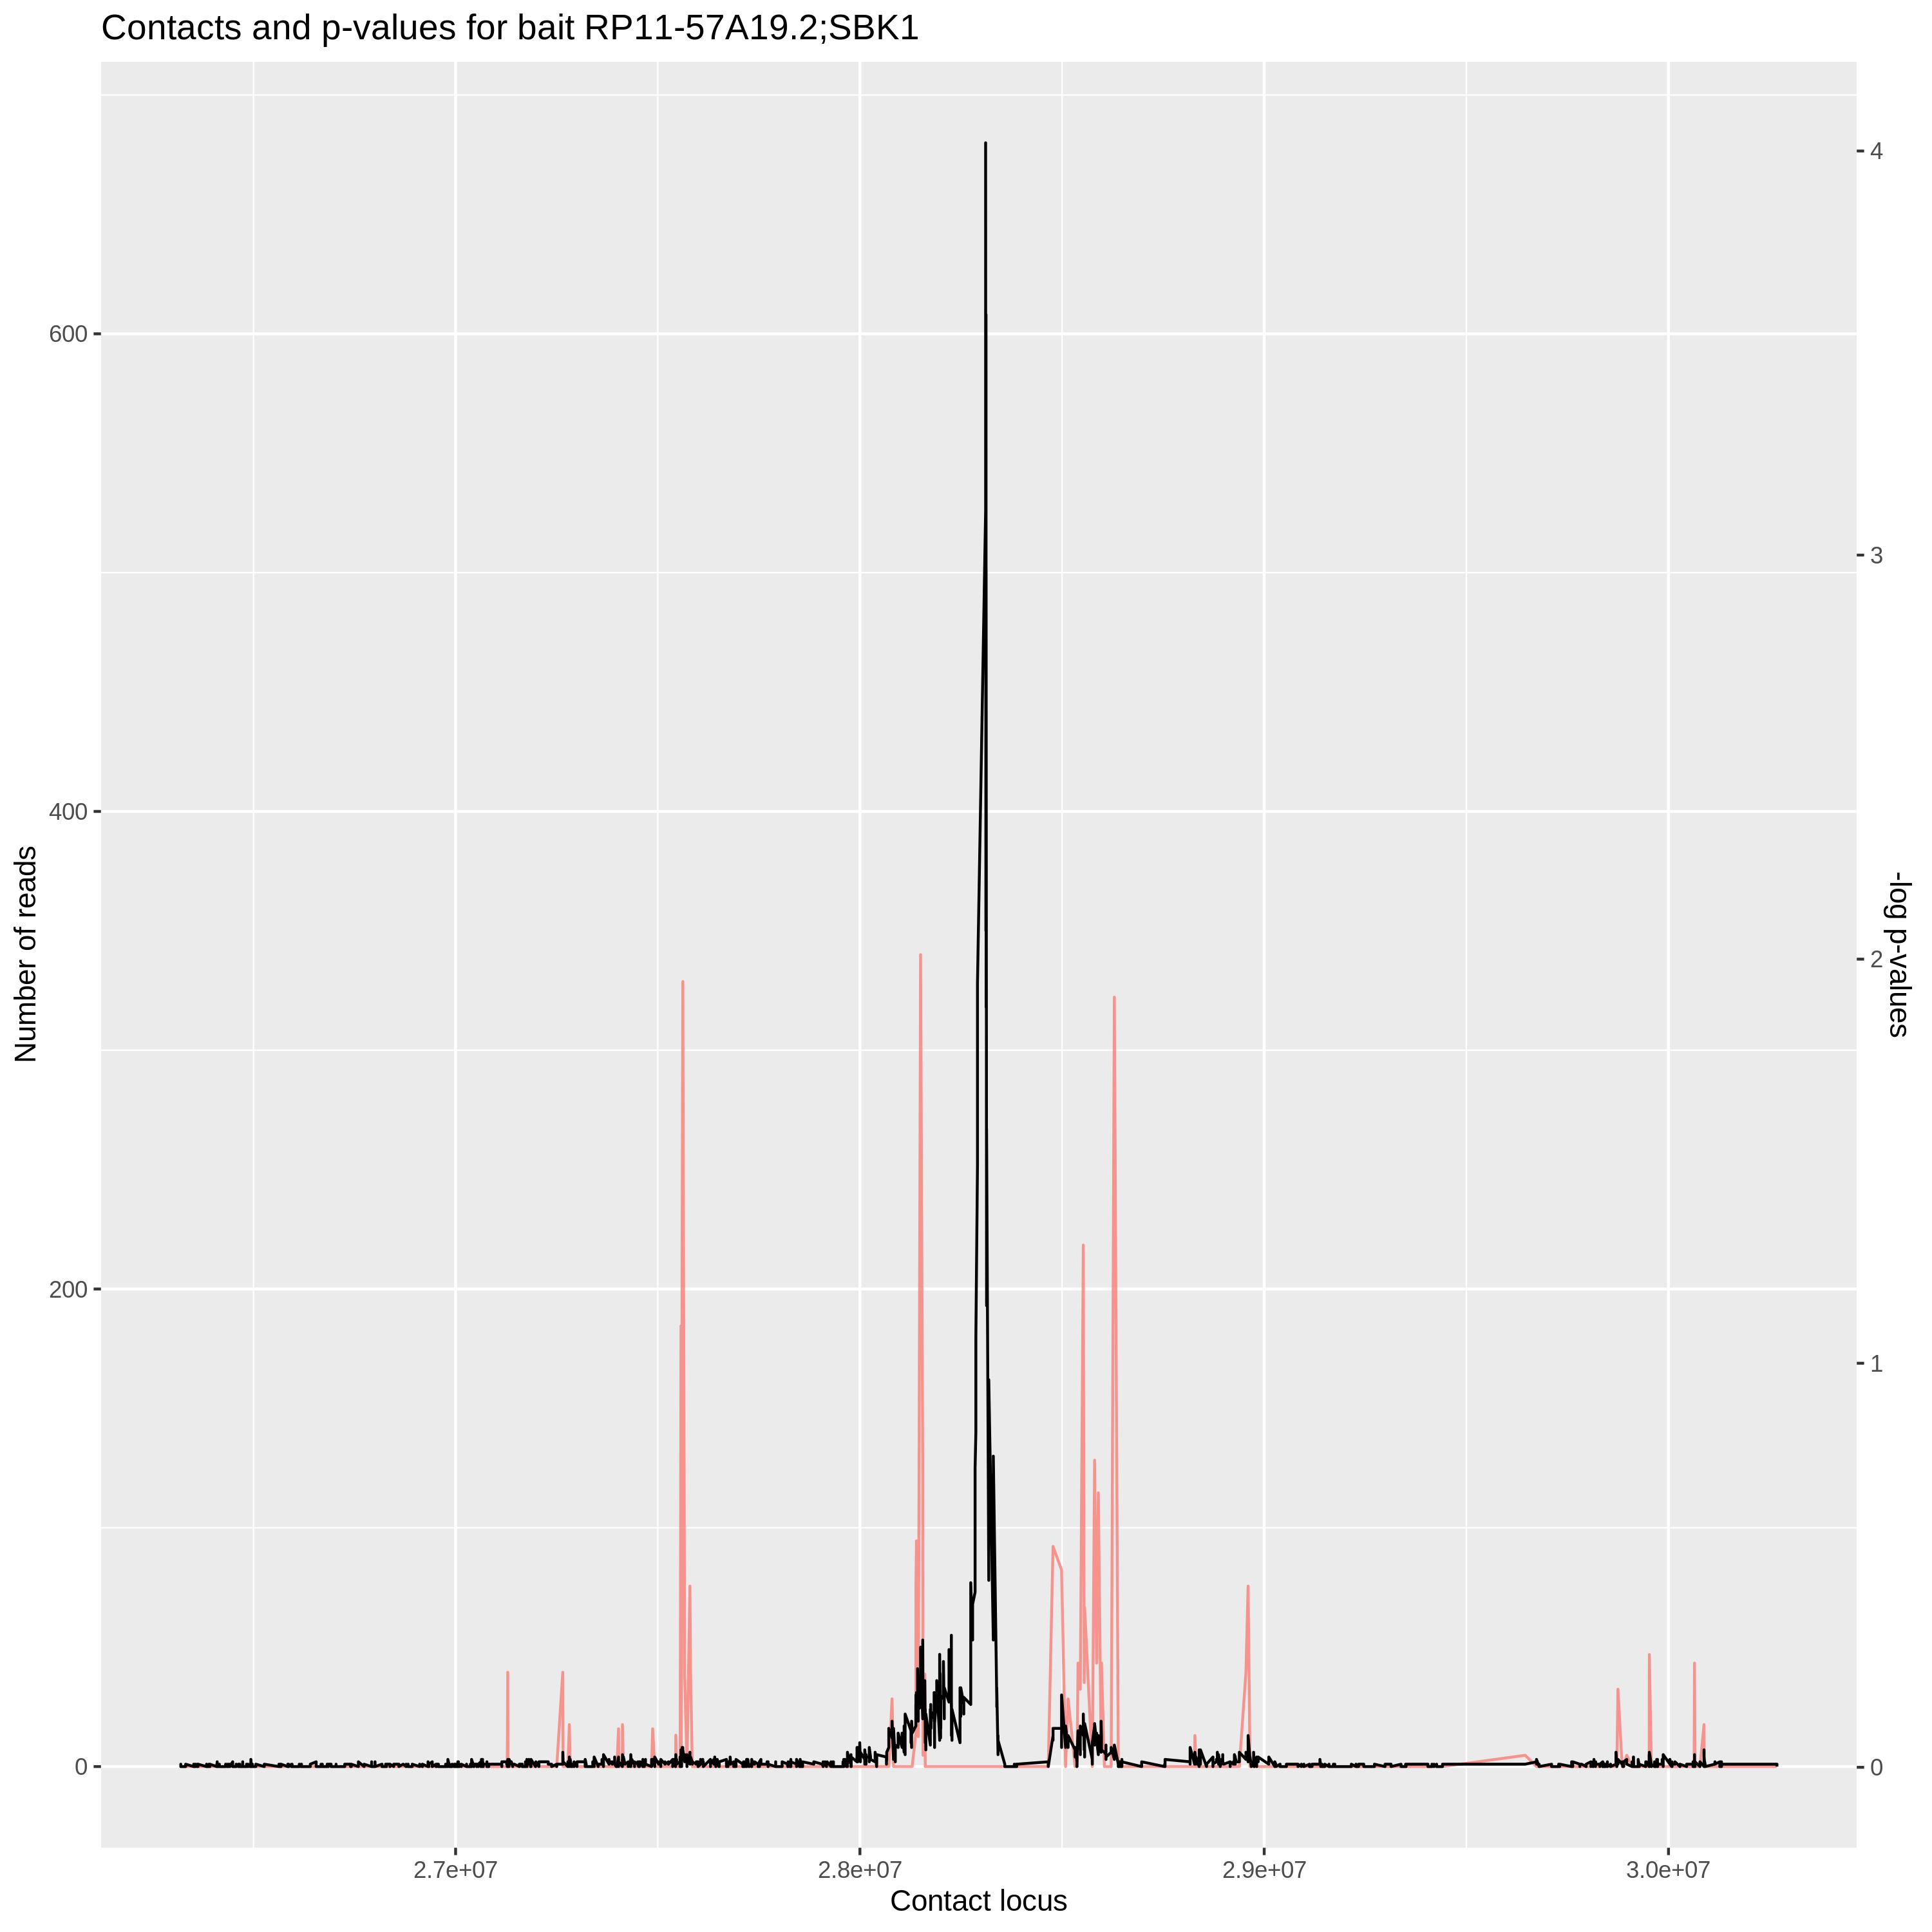 Contacts and p-values for bait RP11-57A19.2;SBK1
Number of reads
600
400
200
0
4
3
2
1
0
-log p-values
2.7e+07
2.8e+07
2.9e+07
3.0e+07
Contact locus